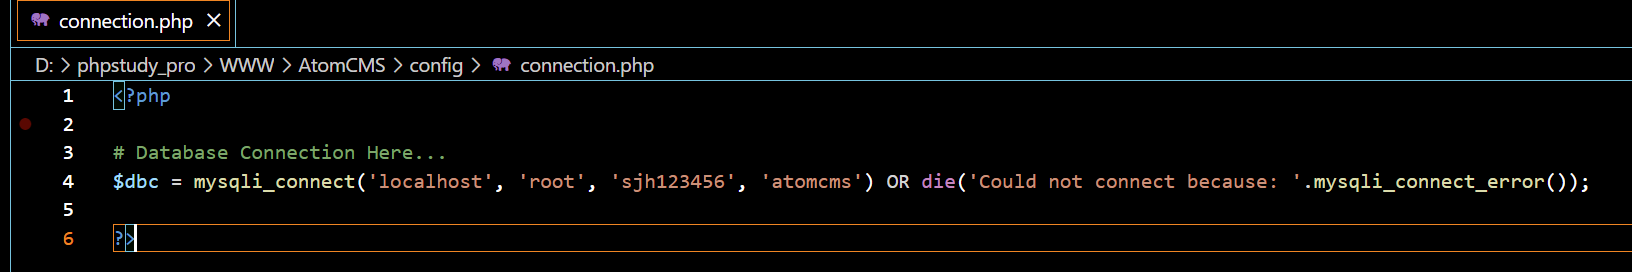 connection.php ×
D: > phpstudy_pro > WWW > AtomCMS > config > connection.php
1 <?php
2
3 # Database Connection Here...
4 $dbc = mysqli_connect('localhost', 'root', 'sjh123456', 'atomcms') OR die('Could not connect because: '.mysqli_connect_error());
5
6 ?>